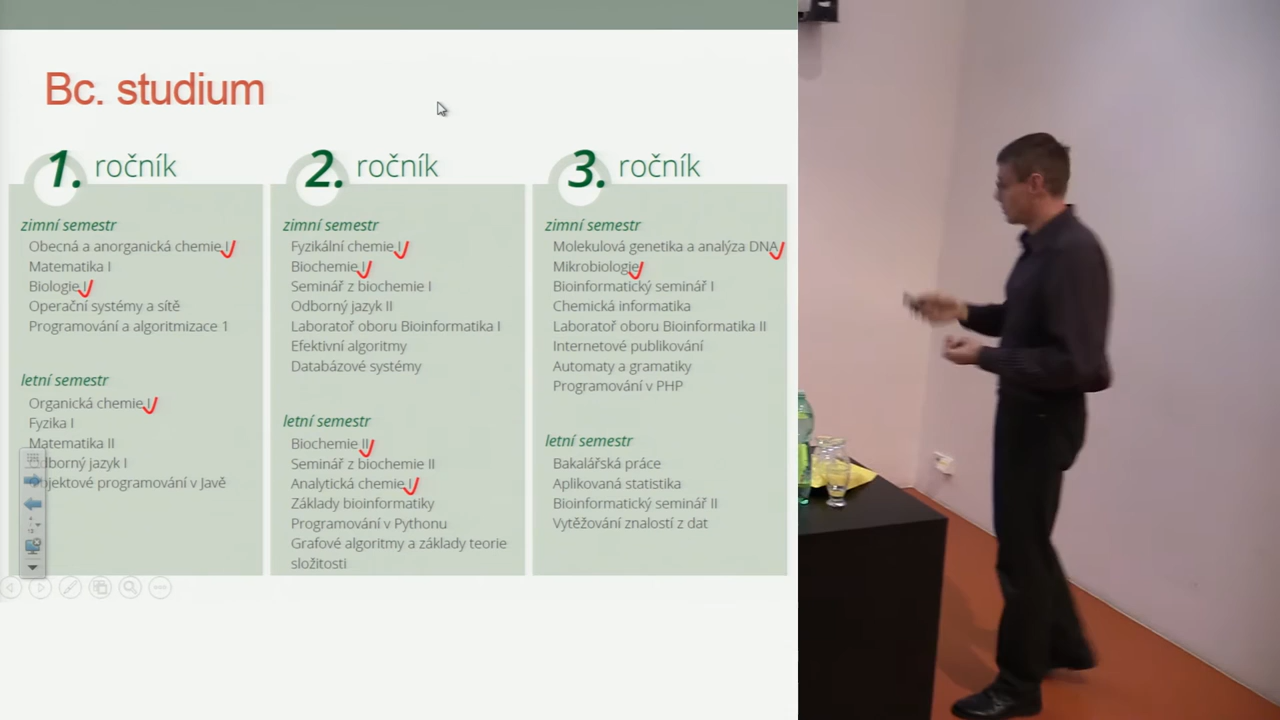 Bc. studium
1. ročník
zimní semestr
Obecná a anorganická chemie I
Matematika I
Biologie I
Operační systémy a sítě
Programování a algoritmizace 1
letní semestr
Organická chemie I
Fyzika I
Matematika II
Odborný jazyk I
Objektové programování v Javě
2. ročník
zimní semestr
Fyzikální chemie I
Biochemie I
Seminář z biochemie I
Odborný jazyk II
Laboratoř oboru Bioinformatika I
Efektivní algoritmy
Databázové systémy
letní semestr
Biochemie II
Seminář z biochemie II
Analytická chemie I
Základy bioinformatiky
Programování v Pythonu
Grafové algoritmy a základy teorie
složitosti
3. ročník
zimní semestr
Molekulová genetika a analýza DNA
Mikrobiologie
Bioinformatický seminář I
Chemická informatika
Laboratoř oboru Bioinformatika II
Internetové publikování
Automaty a gramatiky
Programování v PHP
letní semestr
Bakalářská práce
Aplikovaná statistika
Bioinformatický seminář II
Vytěžování znalostí z dat